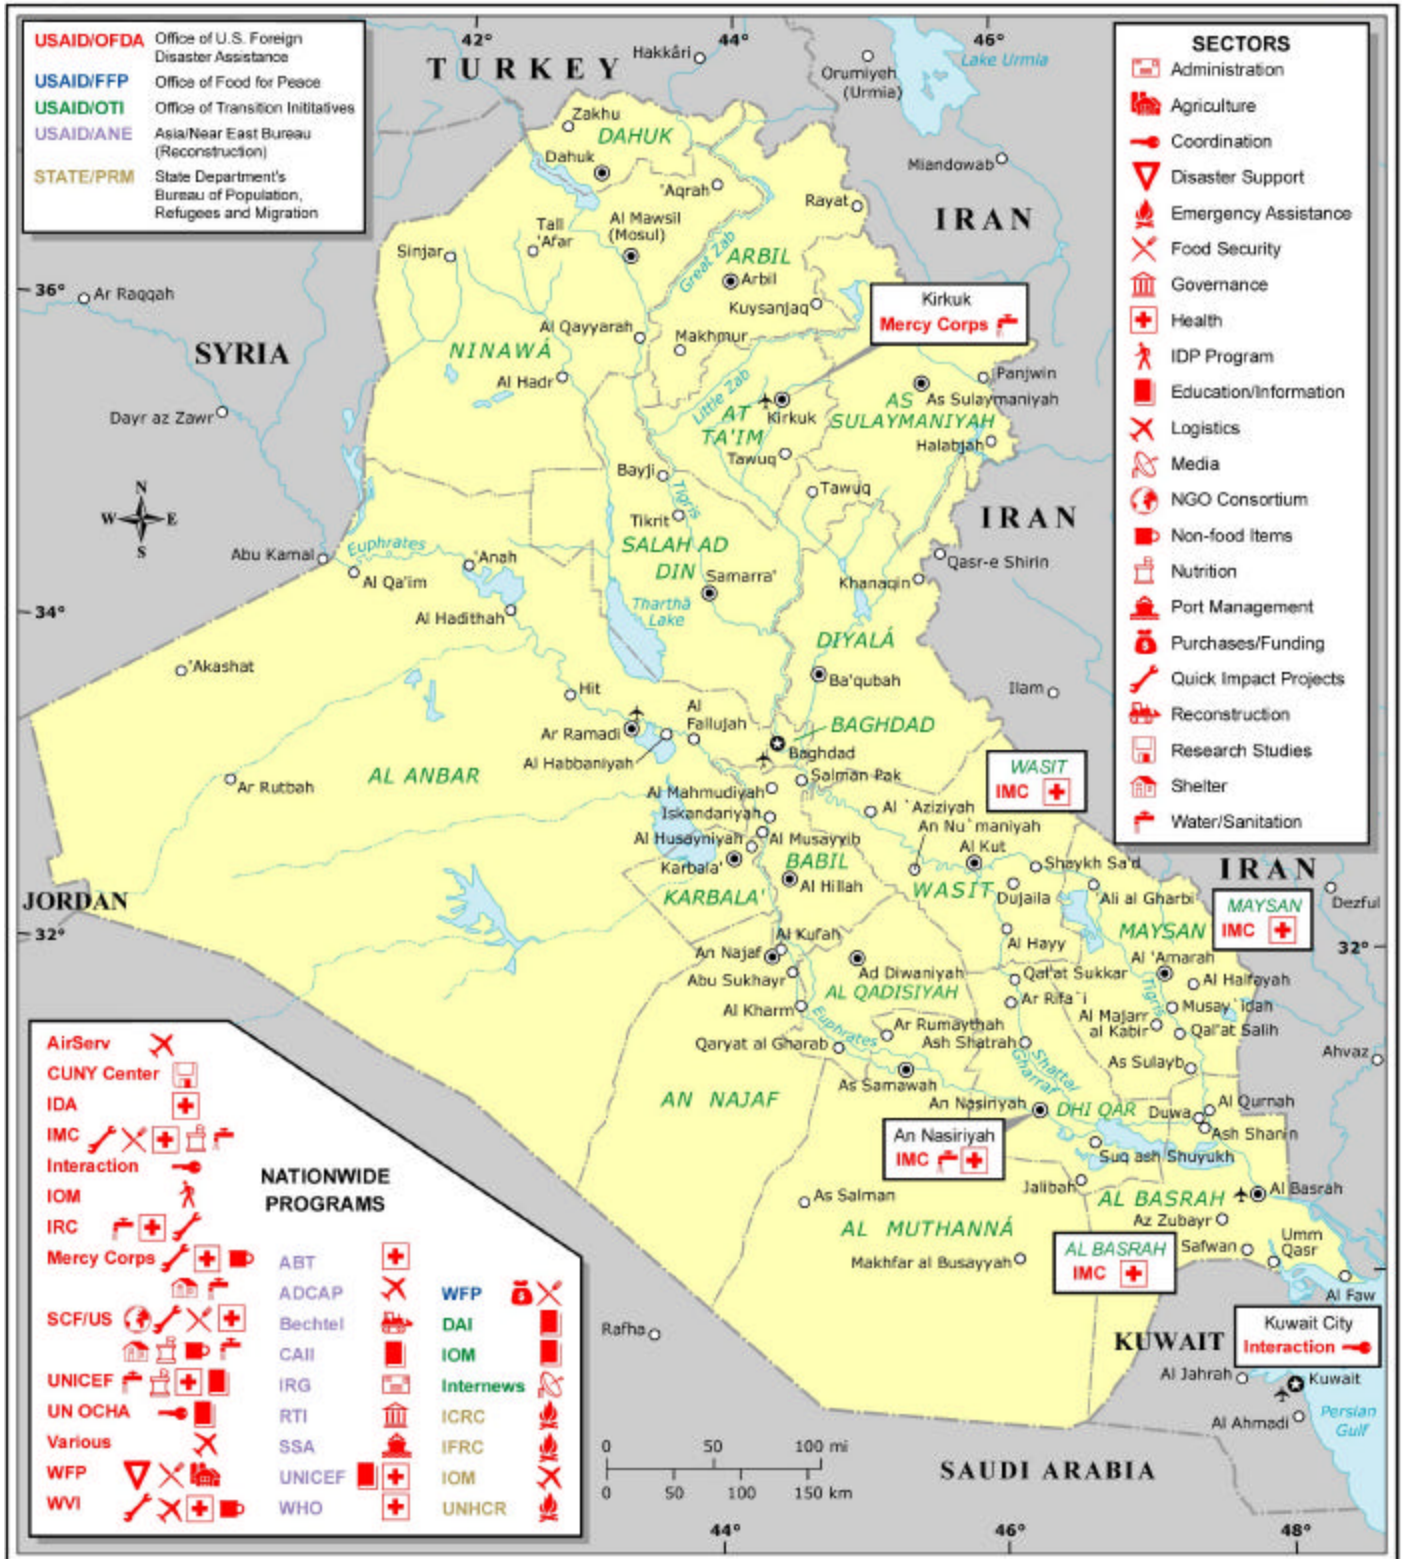 USAID/OFDA Office of U.S. Foreign
Disaster Assistance
USAID/FFP Office of Food for Peace
USAID/OTI Office of Transition Inititatives
USAID/ANE Asia/Near East Bureau
(Reconstruction)
STATE/PRM State Department's
Bureau of Population,
Refugees and Migration
42°
44°
46°
TURKEY
Hakkâri
Orumiyeh
(Urmia)
Lake Urmia
Miandowab
SECTORS
Administration
Agriculture
Coordination
Disaster Support
Emergency Assistance
Food Security
Governance
Health
IDP Program
Education/Information
Logistics
Media
NGO Consortium
Non-food Items
Nutrition
Port Management
Purchases/Funding
Quick Impact Projects
Reconstruction
Research Studies
Shelter
Water/Sanitation
Zakhu
DAHUK
Dahuk
'Aqrah
Rayat
IRAN
Al Mawsil
(Mosul)
Tall
'Afar
Sinjar
Great Zab
ARBIL
Arbil
Kuysanjaq
36°
Ar Raqqah
Kirkuk
Mercy Corps
SYRIA
NINAWÁ
Al Qayyarah
Makhmur
Al Hadr
Little Zab
Panjwin
As Sulaymaniyah
AS
SULAYMANIYAH
Halabjah
Dayr az Zawr
AT
TA'IM
Kirkuk
Tawuq
Bayji
Tawuq
Tigris
Tikrit
IRAN
N
W E
S
SALAH AD
DIN
Samarra'
Abu Kamal
Euphrates
Al Qa'im
'Anah
Al Hadithah
Thartha
Lake
Khanaqin
Qasr-e Shirin
34°
DIYALÁ
'Akashat
Hit
Ba'qubah
Ilam
Al
Fallujah
Ar Ramadi
Al Habbaniyah
BAGHDAD
Baghdad
AL ANBAR
Ar Rutbah
Salman Pak
WASIT
IMC
Al Mahmudiyah
Iskandariyah
Al Husayniyah
Al Musayyib
Al `Aziziyah
An Nu`maniyah
Al Kut
Shaykh Sa'd
Karbala'
BABIL
Al Hillah
KARBALA'
WASIT
Dujaila
'Ali al Gharbi
IRAN
Dezful
JORDAN
MAYSAN
IMC
MAYSAN
32°
32°
Al Kufah
An Najaf
Abu Sukhayr
Ad Diwaniyah
Al Hayy
Al 'Amarah
Qal'at Sukkar
Al Halfayah
AL QADISIYAH
Ar Rifa`i
Tigris
Musay`idah
Al Kharm
Al Majarr
al Kabir
Qal'at Salih
Euphrates
Ar Rumaythah
Qaryat al Gharab
Ash Shatrah
Shattal
Gharraf
As Sulayb
Ahvaz
As Samawah
AN NAJAF
An Nasiriyah
DHI QAR
Duwa
Al Qurnah
Ash Shanin
An Nasiriyah
IMC
Suq ash Shuyukh
Jalibah
As Salman
AL BASRAH
Al Basrah
AL MUTHANNÁ
Az Zubayr
Makhfar al Busayyah
AL BASRAH
IMC
Safwan
Umm
Qasr
Al Faw
Rafha
KUWAIT
Kuwait City
Interaction
Al Jahrah
Kuwait
Al Ahmadi
Persian
Gulf
SAUDI ARABIA
0 50 100 mi
0 50 100 150 km
44°
46°
48°
NATIONWIDE
PROGRAMS
AirServ
CUNY Center
IDA
IMC
Interaction
IOM
IRC
Mercy Corps
SCF/US
UNICEF
UN OCHA
Various
WFP
WVI
ABT
ADCAP
Bechtel
CAII
IRG
RTI
SSA
UNICEF
WHO
WFP
DAI
IOM
Internews
ICRC
IFRC
IOM
UNHCR